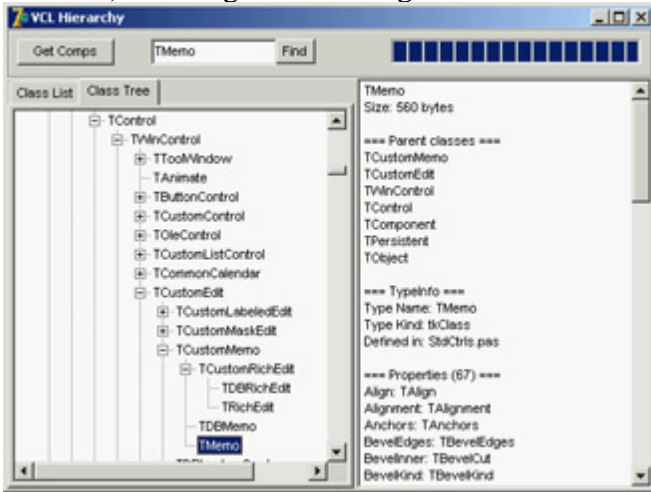 VCL Hierarchy
Get Comps
TMemo
Find
Class List
Class Tree
TControl
TWinControl
TToolWindow
TAnimate
TButtonControl
TCustomControl
TOleControl
TCustomListControl
TCommonCalendar
TCustomEdit
TCustomLabeledEdit
TCustomMaskEdit
TCustomMemo
TCustomRichEdit
TDBRichEdit
TRichEdit
TDBMemo
TMemo
TMemo
Size: 560 bytes
=== Parent classes ===
TCustomMemo
TCustomEdit
TWinControl
TControl
TComponent
TPersistent
TObject
=== TypeInfo ===
Type Name: TMemo
Type Kind: tkClass
Defined in: StdCtrls.pas
=== Properties (67) ===
Align: TAlign
Alignment: TAlignment
Anchors: TAnchors
BevelEdges: TBevelEdges
BevelInner: TBevelCut
BevelKind: TBevelKind